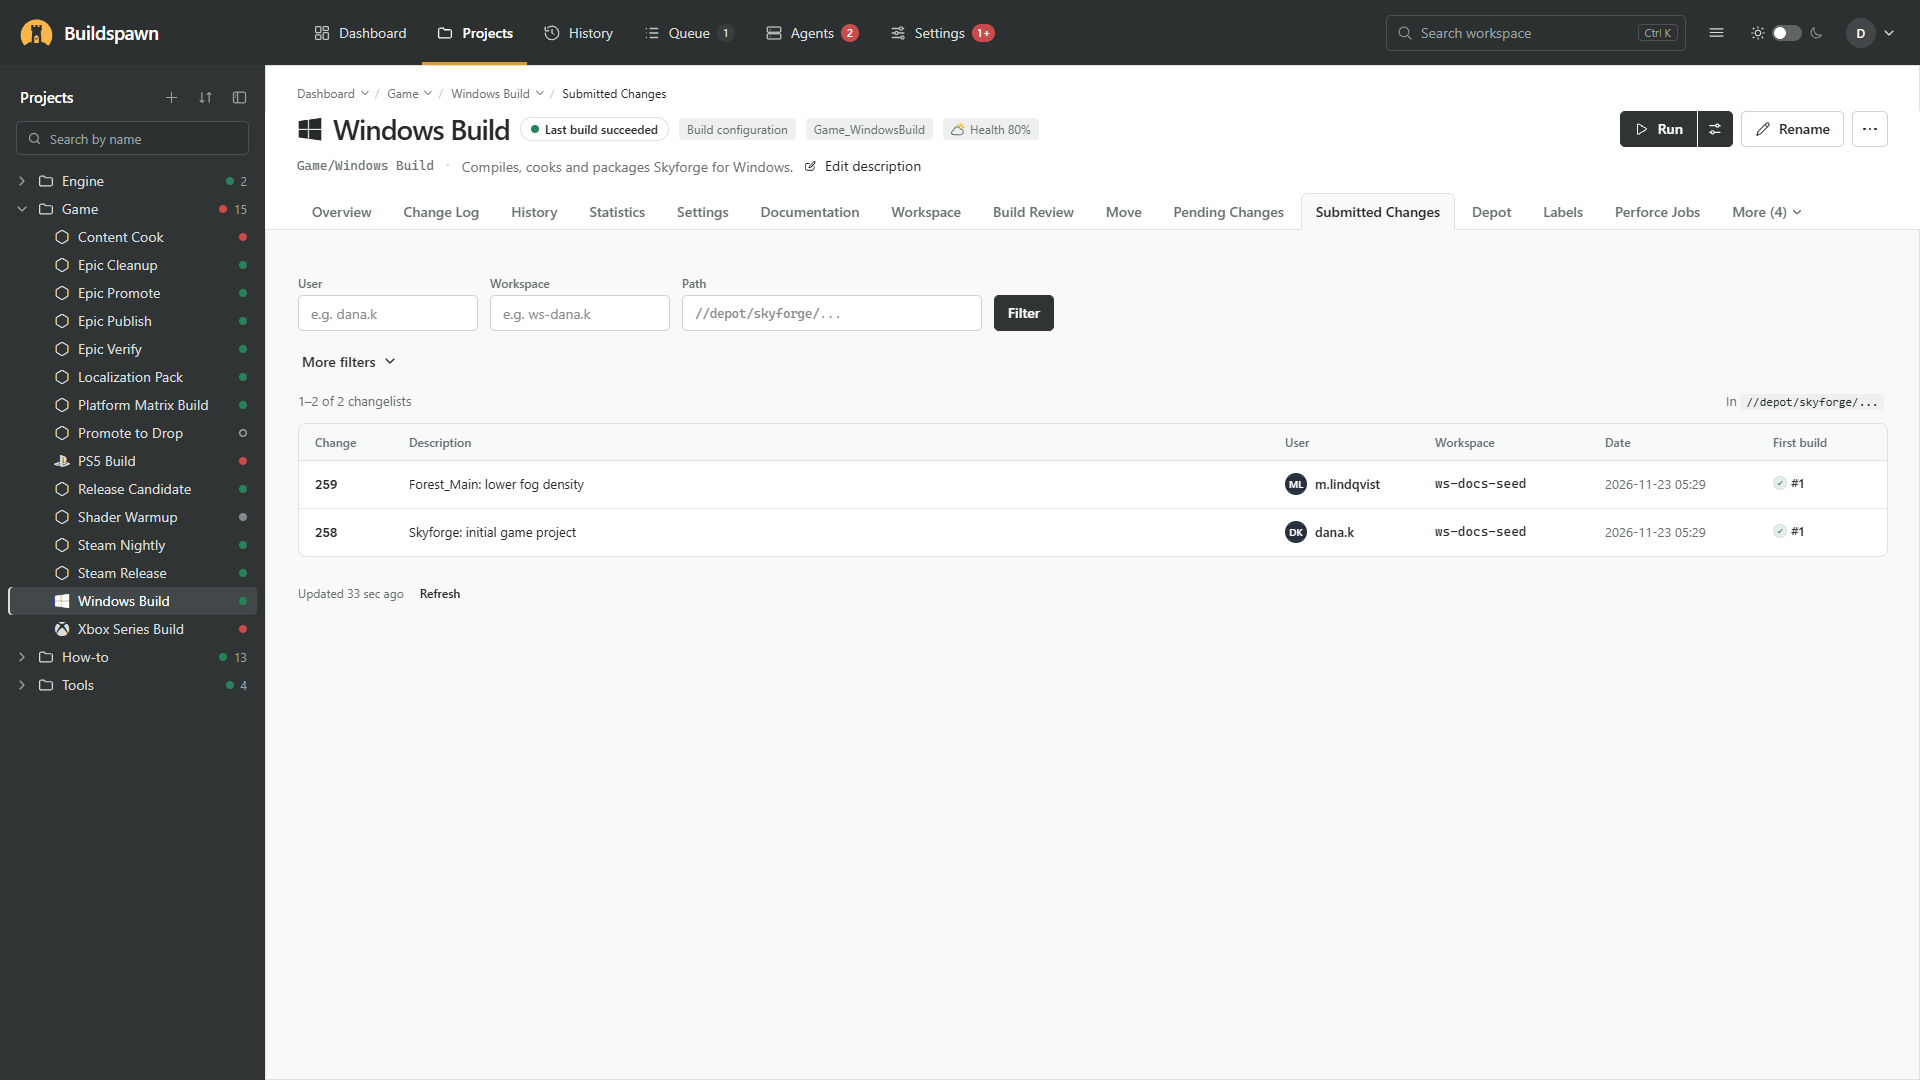 Buildspawn
Dashboard
Projects
History
Queue 1
Agents 2
Settings 1+
Search workspace Ctrl K
D
Projects
Search by name
Engine 2
Game 15
Content Cook
Epic Cleanup
Epic Promote
Epic Publish
Epic Verify
Localization Pack
Platform Matrix Build
Promote to Drop
PS5 Build
Release Candidate
Shader Warmup
Steam Nightly
Steam Release
Windows Build
Xbox Series Build
How-to 13
Tools 4
Dashboard / Game / Windows Build / Submitted Changes
Windows Build Last build succeeded Build configuration Game_WindowsBuild Health 80%
Run Rename ...
Game/Windows Build · Compiles, cooks and packages Skyforge for Windows. Edit description
Overview Change Log History Statistics Settings Documentation Workspace Build Review Move Pending Changes Submitted Changes Depot Labels Perforce Jobs More (4)
User Workspace Path
e.g. dana.k e.g. ws-dana.k //depot/skyforge/... Filter
More filters
1–2 of 2 changelists In //depot/skyforge/...
Change Description User Workspace Date First build
259 Forest_Main: lower fog density ML m.lindqvist ws-docs-seed 2026-11-23 05:29 #1
258 Skyforge: initial game project DK dana.k ws-docs-seed 2026-11-23 05:29 #1
Updated 33 sec ago Refresh